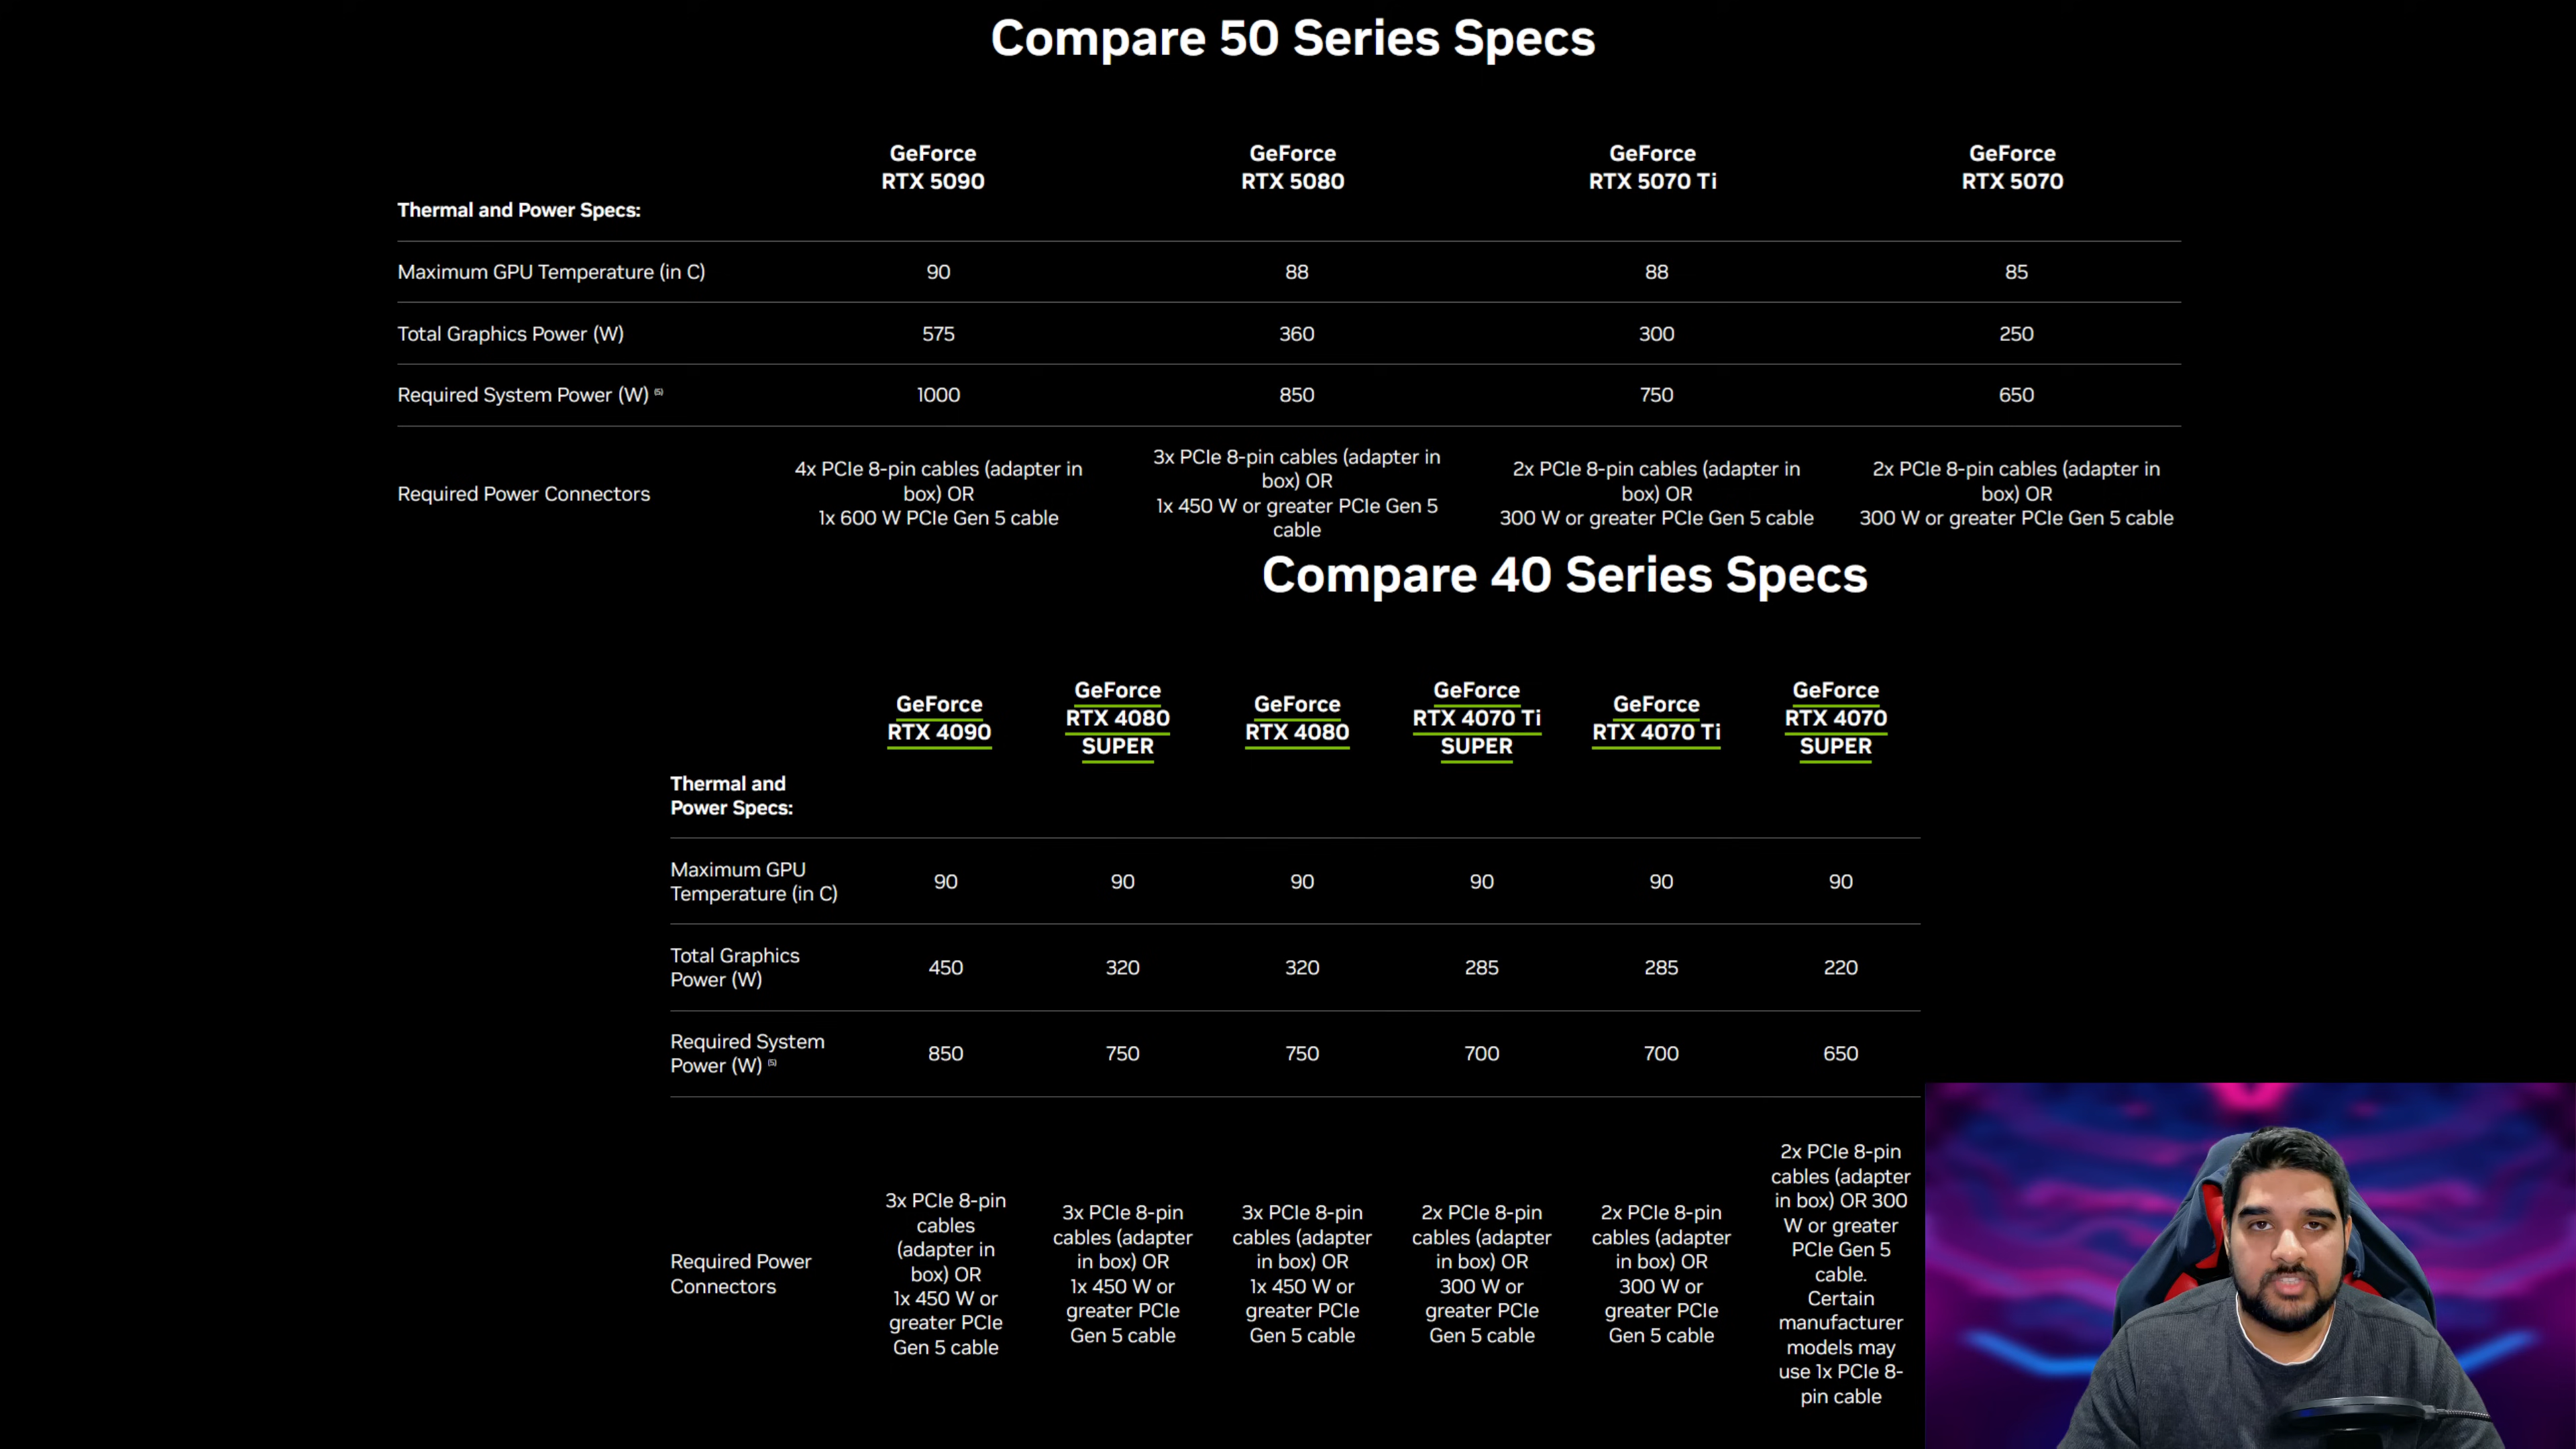 Compare 50 Series Specs
GeForce RTX 5090
GeForce RTX 5080
GeForce RTX 5070 Ti
GeForce RTX 5070
Thermal and Power Specs:
Maximum GPU Temperature (in C) 90 88 88 85
Total Graphics Power (W) 575 360 300 250
Required System Power (W) (5) 1000 850 750 650
Required Power Connectors
4x PCIe 8-pin cables (adapter in
box) OR
1x 600 W PCIe Gen 5 cable
3x PCIe 8-pin cables (adapter in
box) OR
1x 450 W or greater PCIe Gen 5
cable
2x PCIe 8-pin cables (adapter in
box) OR
300 W or greater PCIe Gen 5 cable
2x PCIe 8-pin cables (adapter in
box) OR
300 W or greater PCIe Gen 5 cable
Compare 40 Series Specs
GeForce
RTX 4090
GeForce
RTX 4080
SUPER
GeForce
RTX 4080
GeForce
RTX 4070 Ti
SUPER
GeForce
RTX 4070 Ti
GeForce
RTX 4070
SUPER
Thermal and
Power Specs:
Maximum GPU
Temperature (in C)
90 90 90 90 90 90
Total Graphics
Power (W)
450 320 320 285 285 220
Required System
Power (W) (5)
850 750 750 700 700 650
Required Power
Connectors
3x PCIe 8-pin
cables
(adapter in
box) OR
1x 450 W or
greater PCIe
Gen 5 cable
3x PCIe 8-pin
cables (adapter
in box) OR
1x 450 W or
greater PCIe
Gen 5 cable
3x PCIe 8-pin
cables (adapter
in box) OR
1x 450 W or
greater PCIe
Gen 5 cable
2x PCIe 8-pin
cables (adapter
in box) OR
300 W or
greater PCIe
Gen 5 cable
2x PCIe 8-pin
cables (adapter
in box) OR
300 W or
greater PCIe
Gen 5 cable
2x PCIe 8-pin
cables (adapter
in box) OR 300
W or greater
PCIe Gen 5
cable.
Certain
manufacturer
models may
use 1x PCIe 8-
pin cable